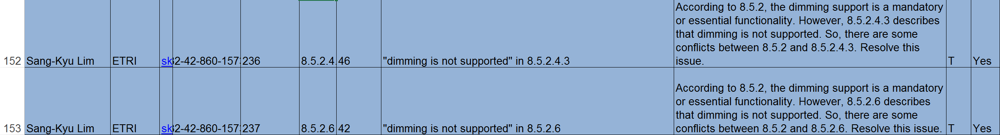 According to 8.5.2, the dimming support is a mandatory
or essential functionality. However, 8.5.2.4.3 describes
that dimming is not supported. So, there are some
conflicts between 8.5.2 and 8.5.2.4.3. Resolve this
issue.
152 Sang-Kyu Lim ETRI sk 82-42-860-157 236 8.5.2.4. 46 "dimming is not supported" in 8.5.2.4.3 T Yes
According to 8.5.2, the dimming support is a mandatory
or essential functionality. However, 8.5.2.6 describes
that dimming is not supported. So, there are some
conflicts between 8.5.2 and 8.5.2.6. Resolve this issue.
153 Sang-Kyu Lim ETRI sk 82-42-860-157 237 8.5.2.6 42 "dimming is not supported" in 8.5.2.6 T Yes